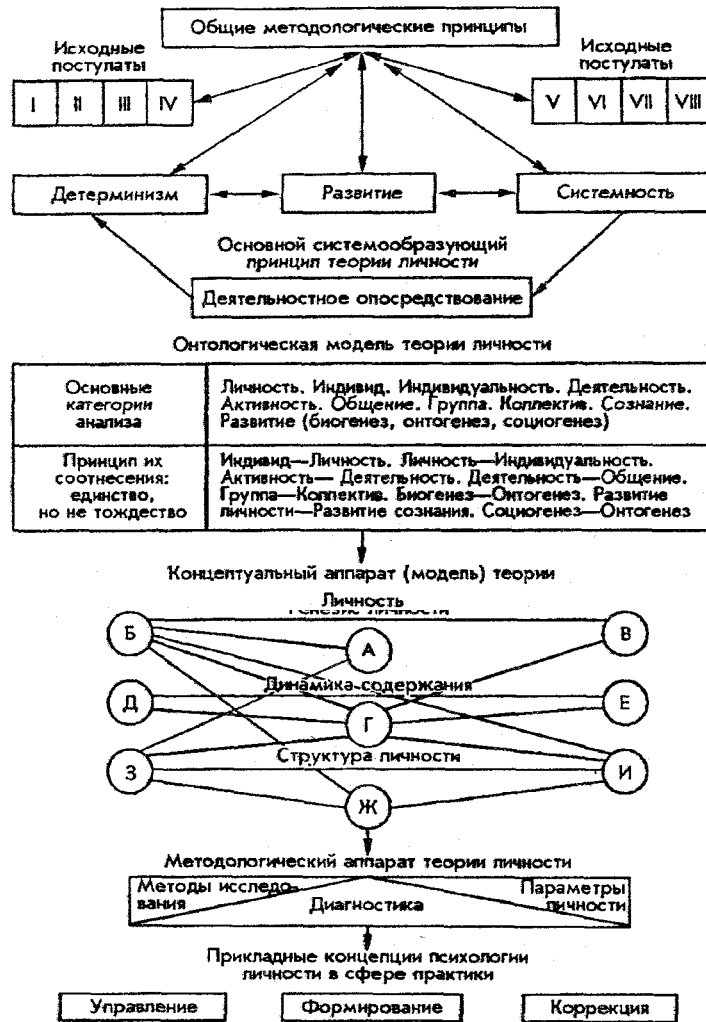 Общие методологические принципы
Исходные
постулаты
I II III IV
Исходные
постулаты
V VI VII VIII
Детерминизм
Развитие
Системность
Основной системообразующий
принцип теории личности
Деятельностное опосредствование
Онтологическая модель теории личности
Основные
категории
анализа
Личность. Индивид. Индивидуальность. Деятельность.
Активность. Общение. Группа. Коллектив. Сознание.
Развитие (биогенез, онтогенез, социогенез)
Принцип их
соотнесения:
единство,
но не тождество
Индивид—Личность. Личность—Индивидуальность.
Активность— Деятельность. Деятельность—Общение.
Группа—Коллектив. Биогенез—Онтогенез. Развитие
личности—Развитие сознания. Социогенез—Онтогенез
Концептуальный аппарат (модель) теории
Личность
Генезис личности
Б
В
А
Динамика содержания
Д
Е
Г
Структура личности
З
И
Ж
Методологический аппарат теории личности
Методы исследо-
вания
Диагностика
Параметры
личности
Прикладные концепции психологии
личности в сфере практики
Управление
Формирование
Коррекция